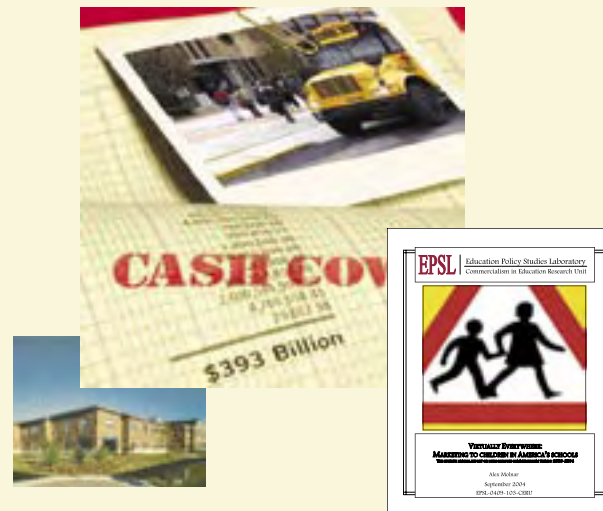 CASH COW
$393 Billion
EPSL
Education Policy Studies Laboratory
Commercialism in Education Research Unit
VIRTUALLY EVERYWHERE:
MARKETING TO CHILDREN IN AMERICA'S SCHOOLS
Alex Molnar
September 2004
EPSL-0409-103-CERU